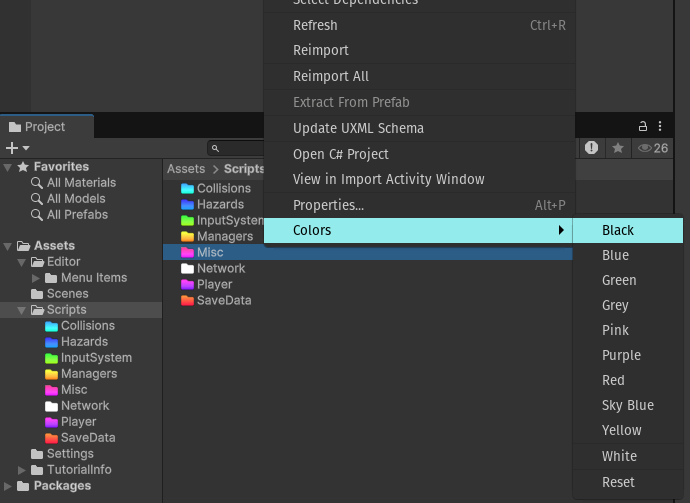 Select Dependencies
Refresh Ctrl+R
Reimport
Reimport All
Extract From Prefab
Update UXML Schema
Open C# Project
View in Import Activity Window
Properties... Alt+P
Colors
Black
Blue
Green
Grey
Pink
Purple
Red
Sky Blue
Yellow
White
Reset
Project
26
Favorites
All Materials
All Models
All Prefabs
Assets
Editor
Menu Items
Scenes
Scripts
Collisions
Hazards
InputSystem
Managers
Misc
Network
Player
SaveData
Settings
TutorialInfo
Packages
Assets > Scripts
Collisions
Hazards
InputSystem
Managers
Misc
Network
Player
SaveData